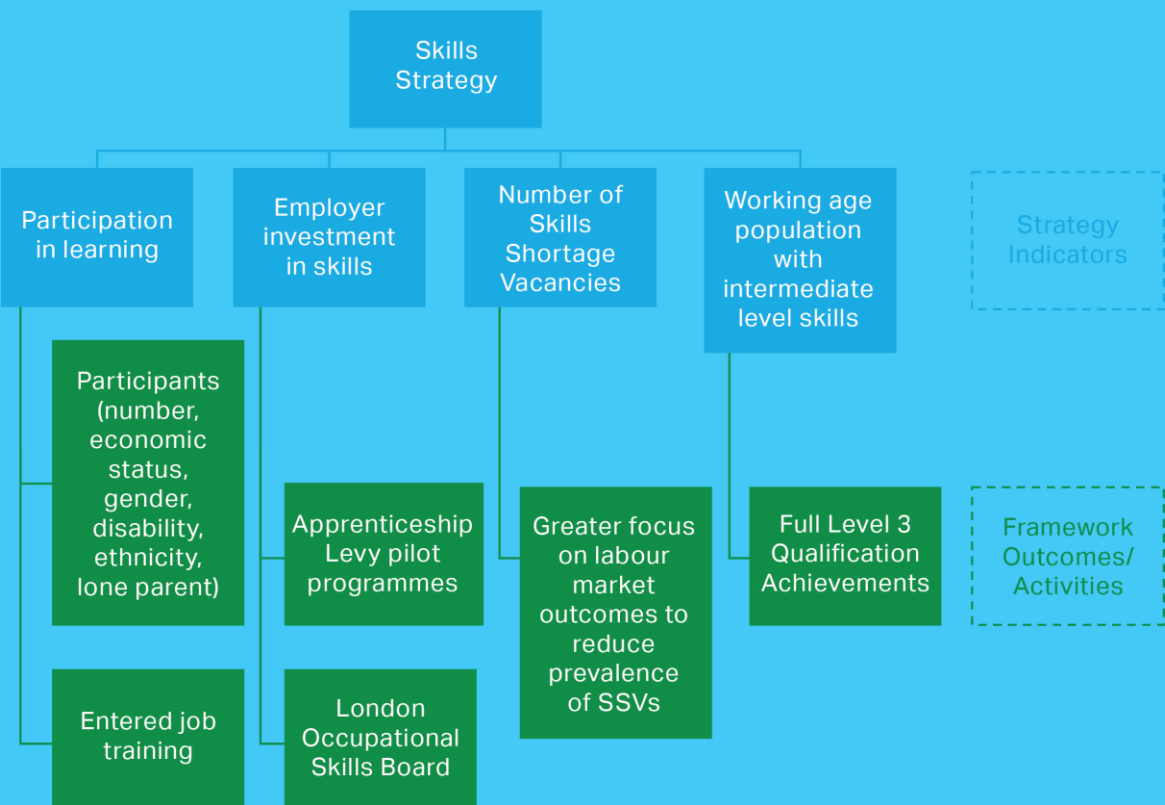 Skills
Strategy
Participation
in learning
Employer
investment
in skills
Number of
Skills
Shortage
Vacancies
Working age
population
with
intermediate
level skills
Strategy
Indicators
Participants
(number,
economic
status,
gender,
disability,
ethnicity,
lone parent)
Apprenticeship
Levy pilot
programmes
Greater focus
on labour
market
outcomes to
reduce
prevalence
of SSVs
Full Level 3
Qualification
Achievements
Framework
Outcomes/
Activities
Entered job
training
London
Occupational
Skills Board